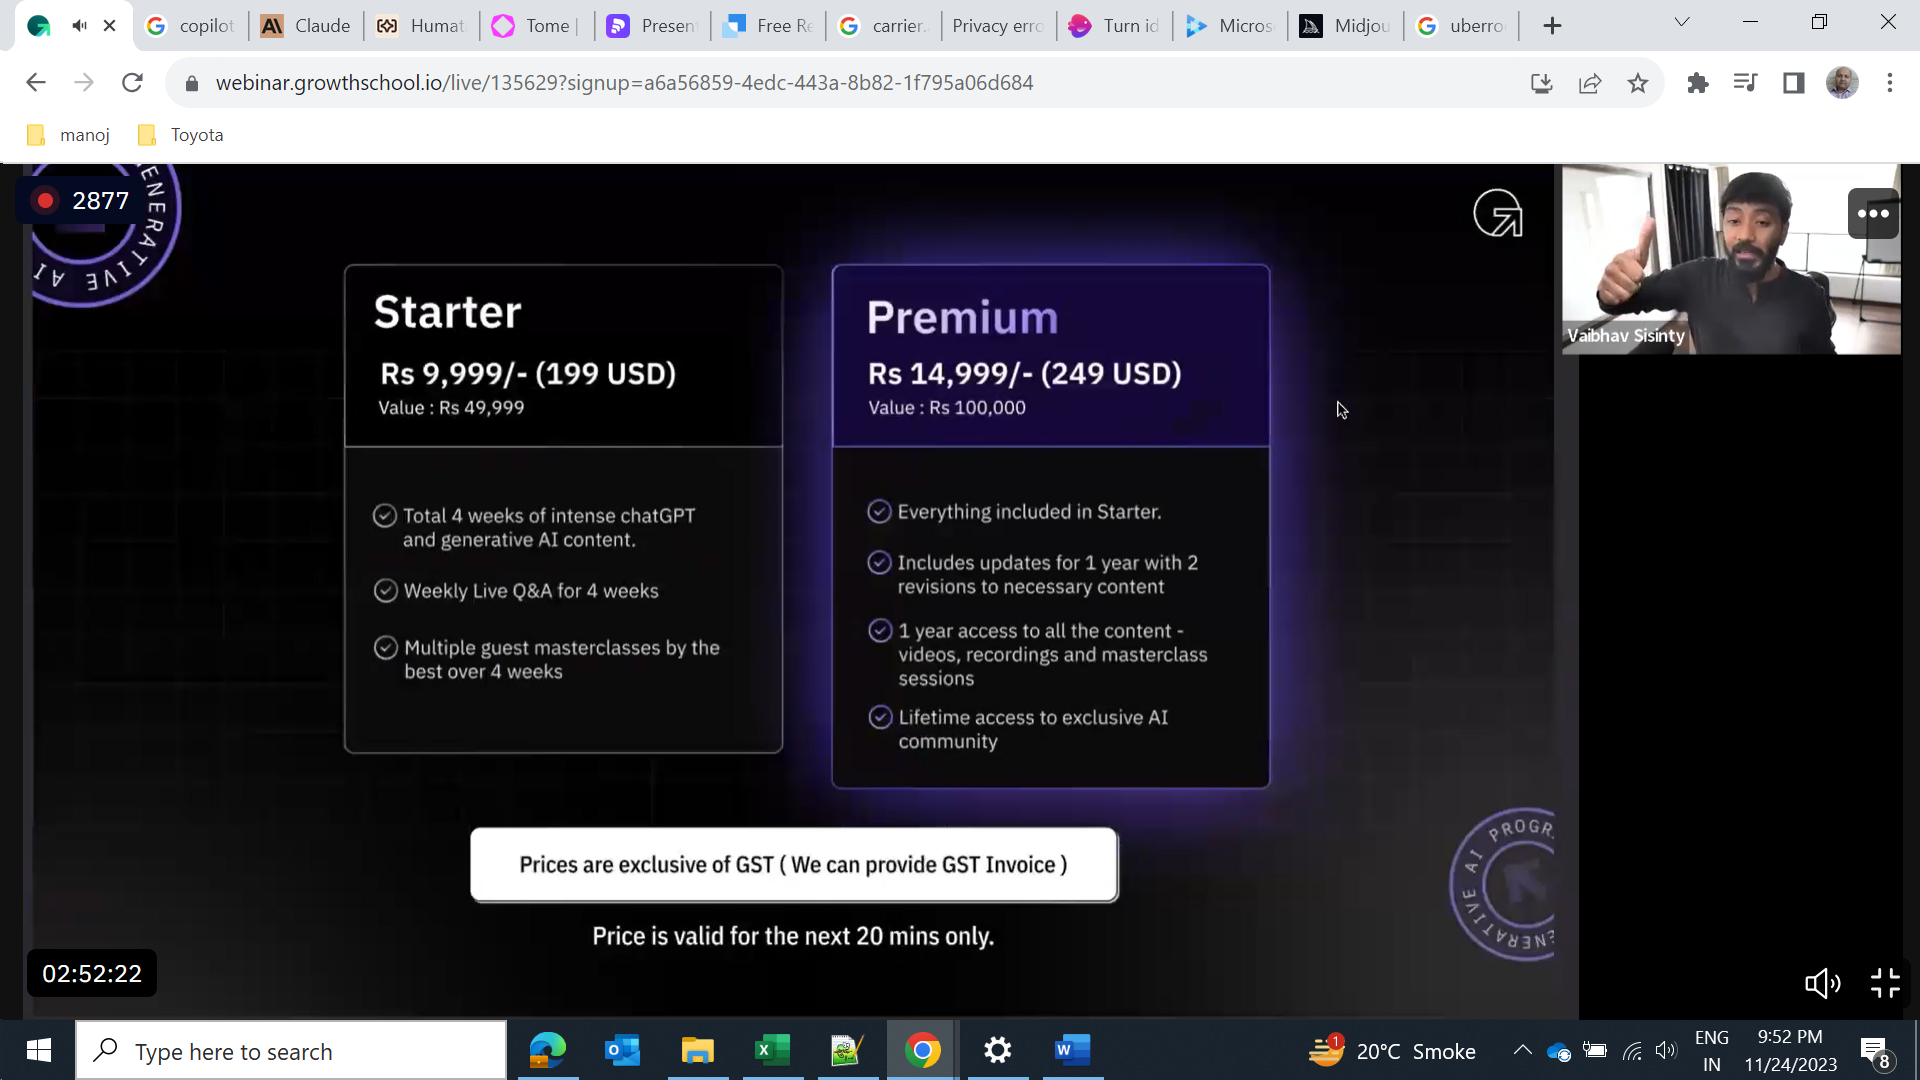 copilot
Claude
Humat
Tome |
Presen
Free Re
carrier.
Privacy erro
Turn id
Micros
Midjou
uberro
webinar.growthschool.io/live/135629?signup=a6a56859-4edc-443a-8b82-1f795a06d684
manoj
Toyota
2877
ENERATIVE AI
Starter
Rs 9,999/- (199 USD)
Value : Rs 49,999
Total 4 weeks of intense chatGPT
and generative AI content.
Weekly Live Q&A for 4 weeks
Multiple guest masterclasses by the
best over 4 weeks
Premium
Rs 14,999/- (249 USD)
Value : Rs 100,000
Everything included in Starter.
Includes updates for 1 year with 2
revisions to necessary content
1 year access to all the content -
videos, recordings and masterclass
sessions
Lifetime access to exclusive AI
community
Vaibhav Sisinty
Prices are exclusive of GST ( We can provide GST Invoice )
Price is valid for the next 20 mins only.
ENERATIVE AI PROGR
02:52:22
Type here to search
1
20°C Smoke
ENG
IN
9:52 PM
11/24/2023
8